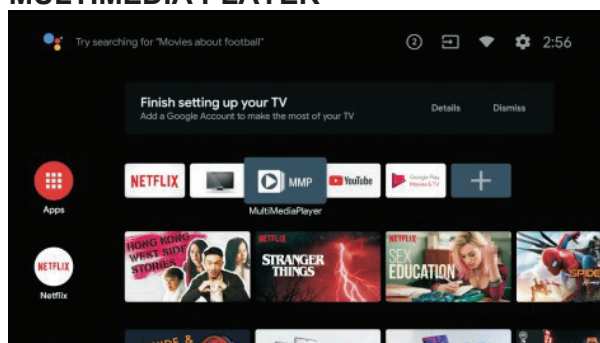 MULTIMEDIA PLAYER
Try searching for "Movies about football"
2
2:56
Finish setting up your TV
Add a Google Account to make the most of your TV
Details
Dismiss
Apps
NETFLIX
MMP
YouTube
Google Play
Movies & TV
MultiMediaPlayer
NETFLIX
Netflix
HONG KONG
WEST SIDE
STORIES
NETFLIX
STRANGER
THINGS
NETFLIX
SEX
EDUCATION